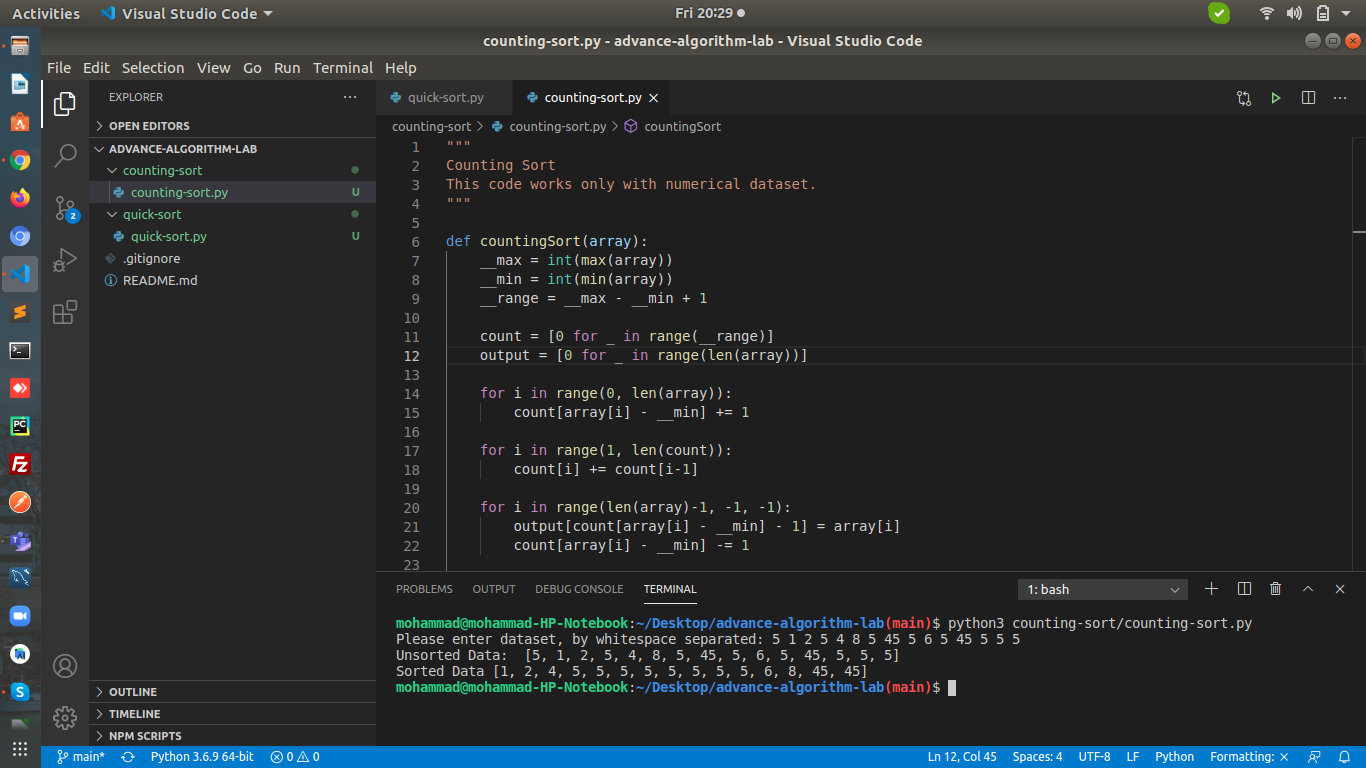 Activities Visual Studio Code Fri 20:29
counting-sort.py - advance-algorithm-lab - Visual Studio Code
File Edit Selection View Go Run Terminal Help
EXPLORER
OPEN EDITORS
ADVANCE-ALGORITHM-LAB
counting-sort
counting-sort.py U
quick-sort
quick-sort.py U
.gitignore
README.md
2
OUTLINE
TIMELINE
NPM SCRIPTS
quick-sort.py counting-sort.py
counting-sort > counting-sort.py > countingSort
1 """
2 Counting Sort
3 This code works only with numerical dataset.
4 """
5
6 def countingSort(array):
7     __max = int(max(array))
8     __min = int(min(array))
9     __range = __max - __min + 1
10
11     count = [0 for _ in range(__range)]
12     output = [0 for _ in range(len(array))]
13
14     for i in range(0, len(array)):
15         count[array[i] - __min] += 1
16
17     for i in range(1, len(count)):
18         count[i] += count[i-1]
19
20     for i in range(len(array)-1, -1, -1):
21         output[count[array[i] - __min] - 1] = array[i]
22         count[array[i] - __min] -= 1
23
PROBLEMS OUTPUT DEBUG CONSOLE TERMINAL 1: bash
mohammad@mohammad-HP-Notebook:~/Desktop/advance-algorithm-lab(main)$ python3 counting-sort/counting-sort.py
Please enter dataset, by whitespace separated: 5 1 2 5 4 8 5 45 5 6 5 45 5 5 5
Unsorted Data:  [5, 1, 2, 5, 4, 8, 5, 45, 5, 6, 5, 45, 5, 5, 5]
Sorted Data [1, 2, 4, 5, 5, 5, 5, 5, 5, 5, 5, 6, 8, 45, 45]
mohammad@mohammad-HP-Notebook:~/Desktop/advance-algorithm-lab(main)$
main* Python 3.6.9 64-bit 0 0 Ln 12, Col 45 Spaces: 4 UTF-8 LF Python Formatting: ×